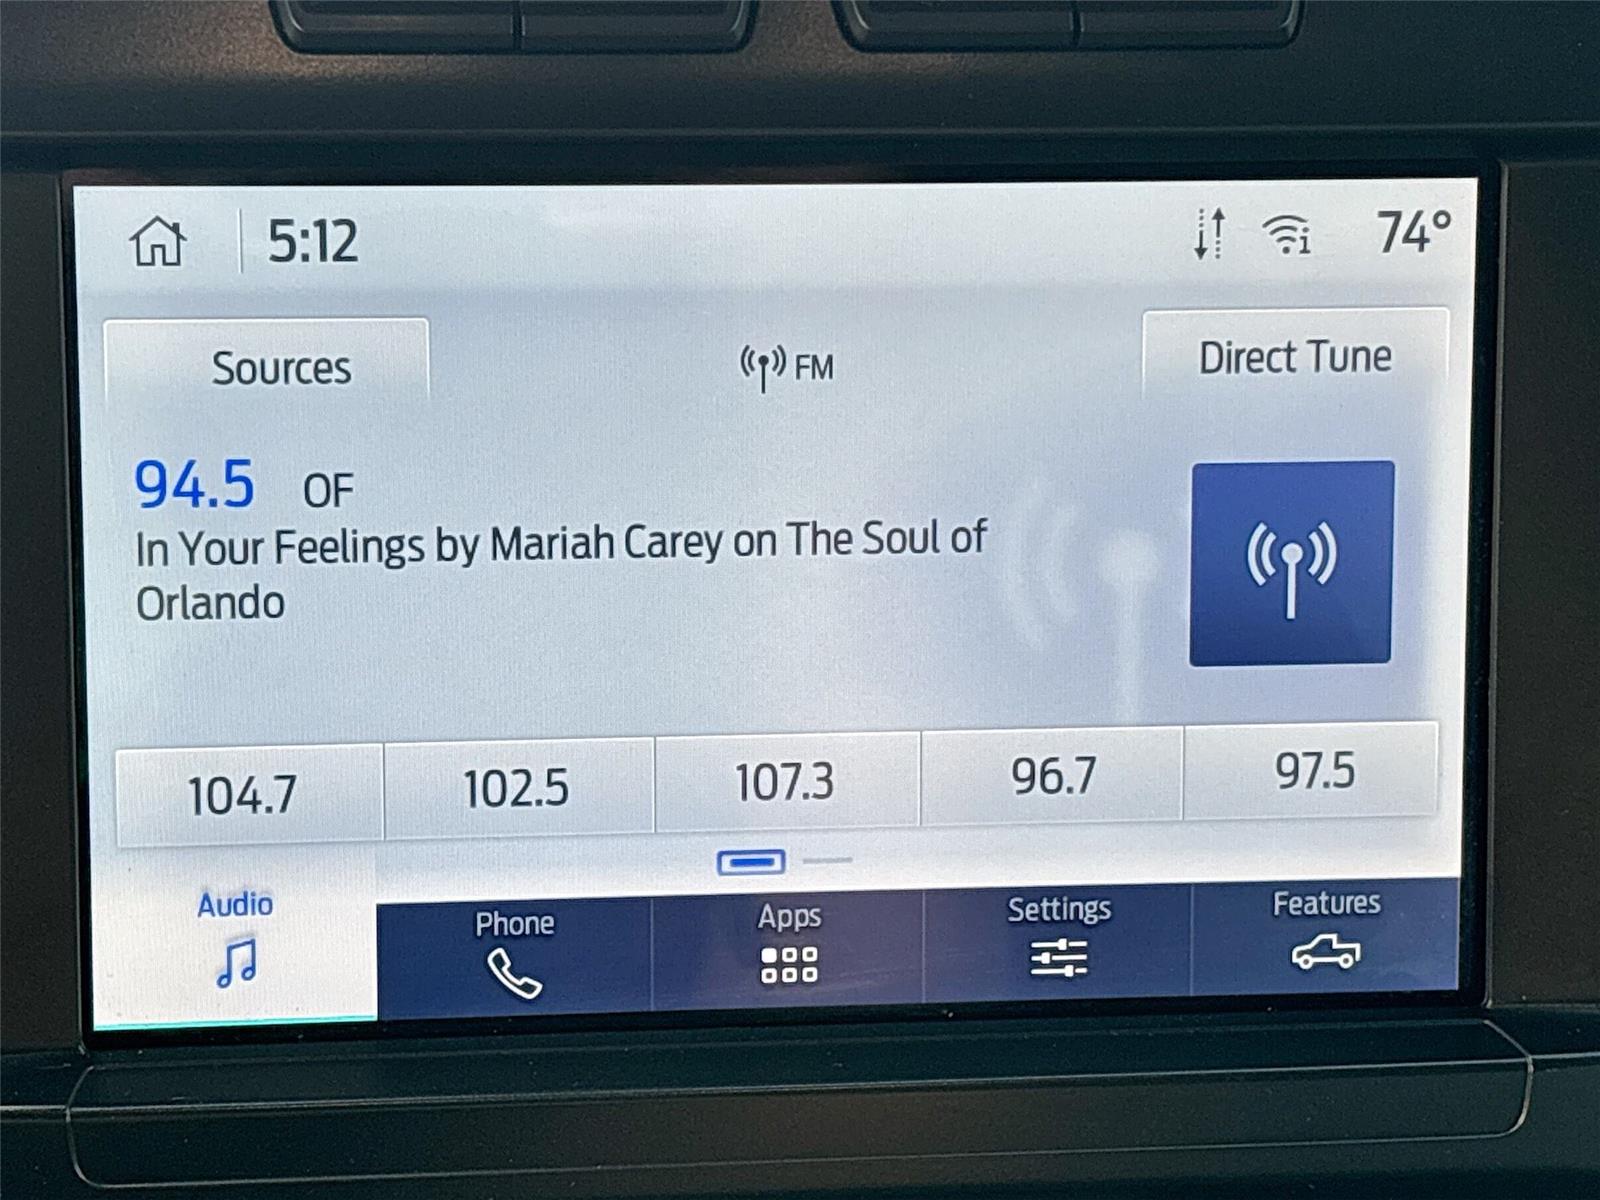 5:12
74°
Sources
FM
Direct Tune
94.5 OF
In Your Feelings by Mariah Carey on The Soul of
Orlando
104.7
102.5
107.3
96.7
97.5
Audio
Phone
Apps
Settings
Features